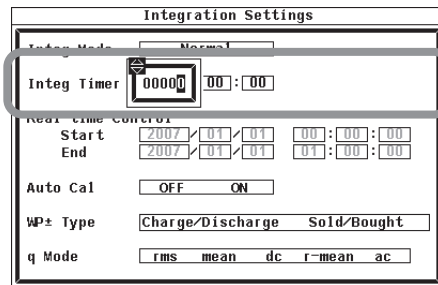 Integration Settings
Integ Mode Normal
Integ Timer 00000 00 : 00
Real time Control
Start 2007 / 01 / 01 00 : 00 : 00
End 2007 / 01 / 01 01 : 00 : 00
Auto Cal OFF ON
WP± Type Charge/Discharge Sold/Bought
q Mode rms mean dc r-mean ac